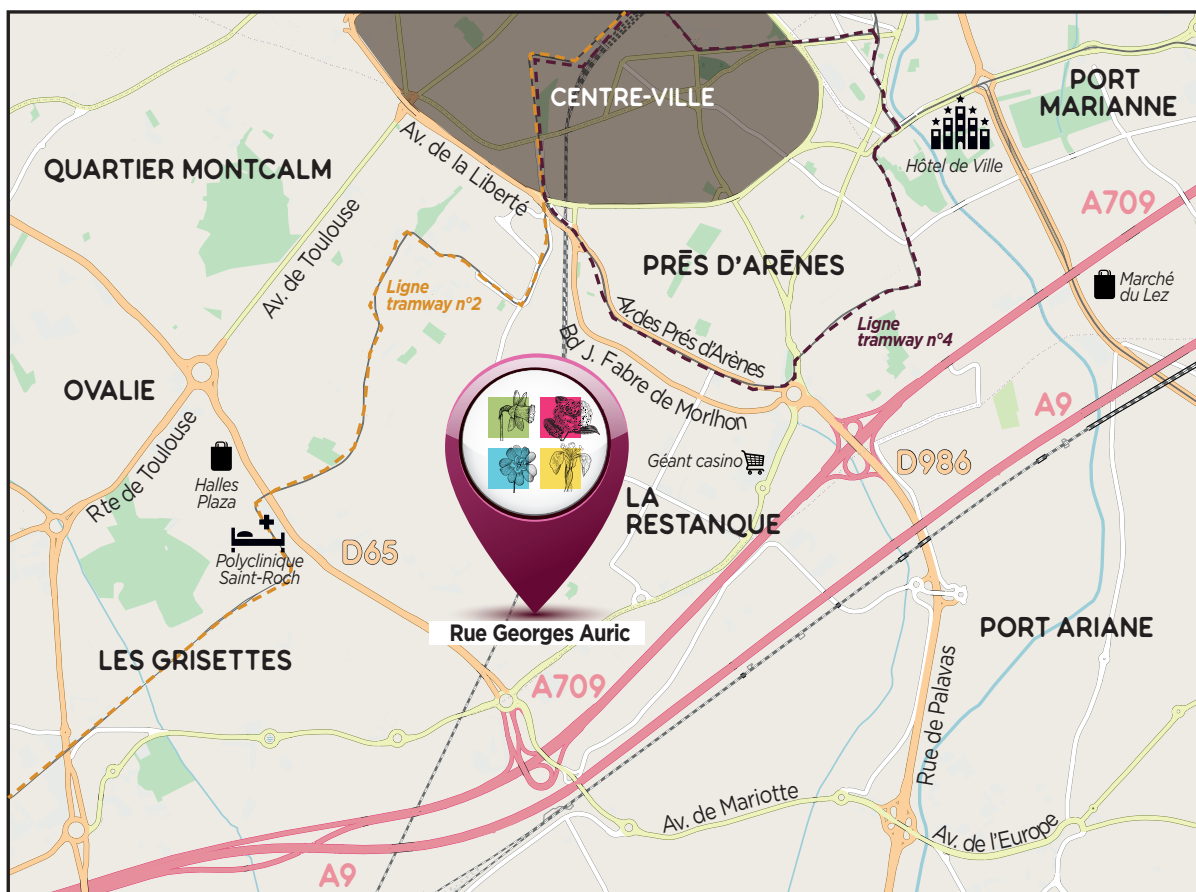 CENTRE-VILLE
PORT
MARIANNE
Hôtel de Ville
QUARTIER MONTCALM
Av. de la Liberté
A709
Av. de Toulouse
PRĒS D'ARĒNES
Ligne
tramway n°2
Marché
du Lez
Av. des Prés d'Arènes
Ligne
tramway n°4
Bd J. Fabre de Morlhon
OVALIE
A9
Rte de Toulouse
Géant casino
D986
Halles
Plaza
LA
RESTANQUE
D65
Polyclinique
Saint-Roch
Rue Georges Auric
PORT ARIANE
LES GRISETTES
A709
Rue de Palavas
Av. de Mariotte
Av. de l'Europe
A9